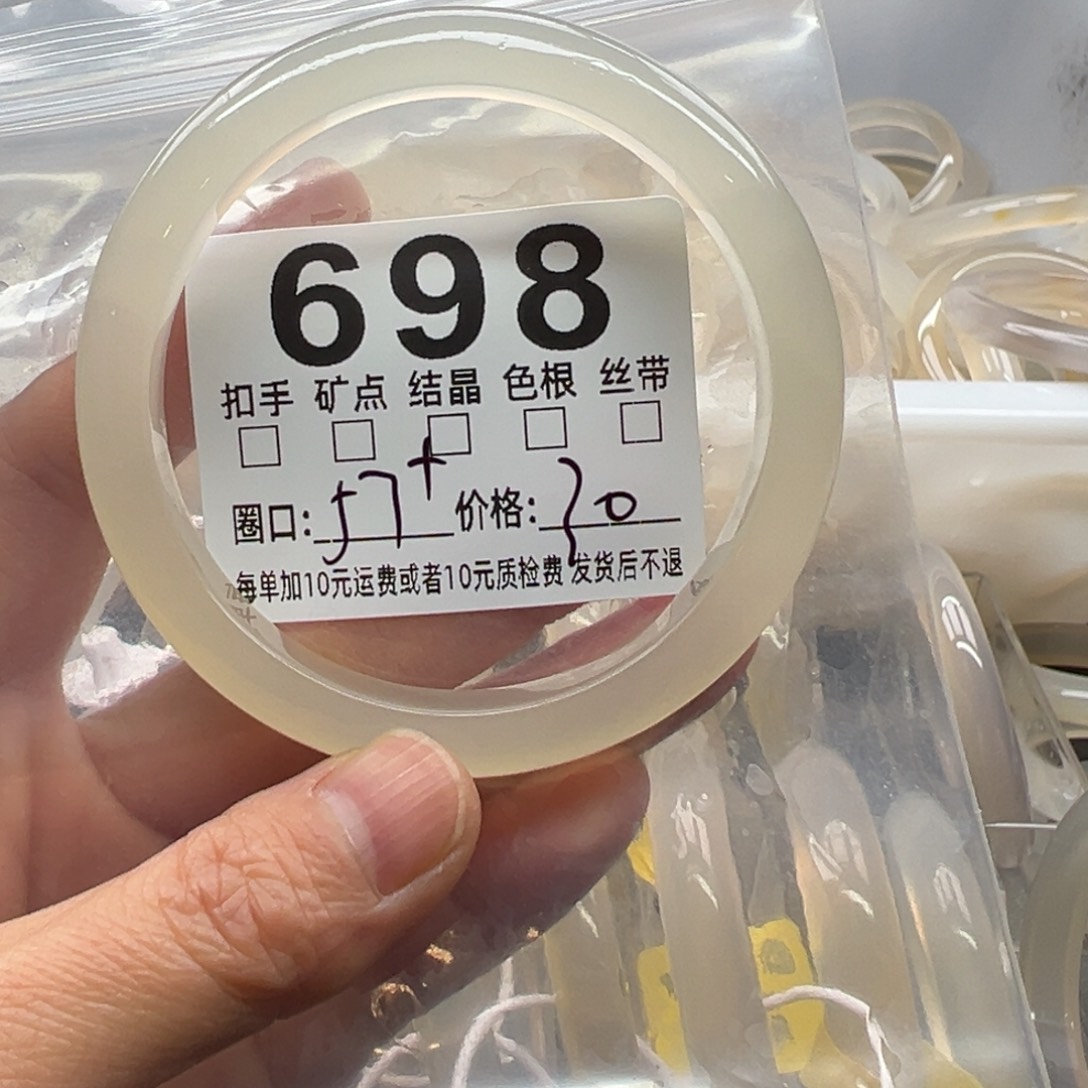 698
扣手 矿点 结晶 色根 丝带
□ □ □ □ □
圈口: 57+ 价格: 30
每单加10元运费或者10元质检费 发货后不退